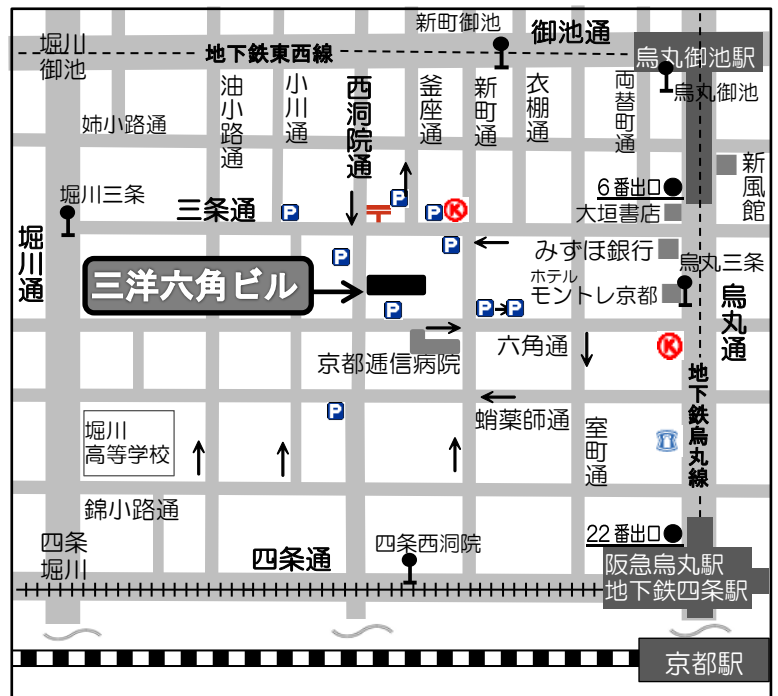 新町御池
御池通
堀川
御池
地下鉄東西線
烏丸御池駅
烏丸御池
油小路通
小川通
西洞院通
釜座通
新町通
衣棚通
両替町通
姉小路通
新風館
6番出口
堀川三条
三条通
P
P
P
K
大垣書店
堀川通
P
P
みずほ銀行
烏丸三条
三洋六角ビル
ホテル
モントレ京都
烏丸通
P
P
P
京都逓信病院
六角通
K
地下鉄烏丸線
P
蛸薬師通
堀川
高等学校
室町通
錦小路通
22番出口
四条
堀川
四条通
四条西洞院
阪急烏丸駅
地下鉄四条駅
京都駅